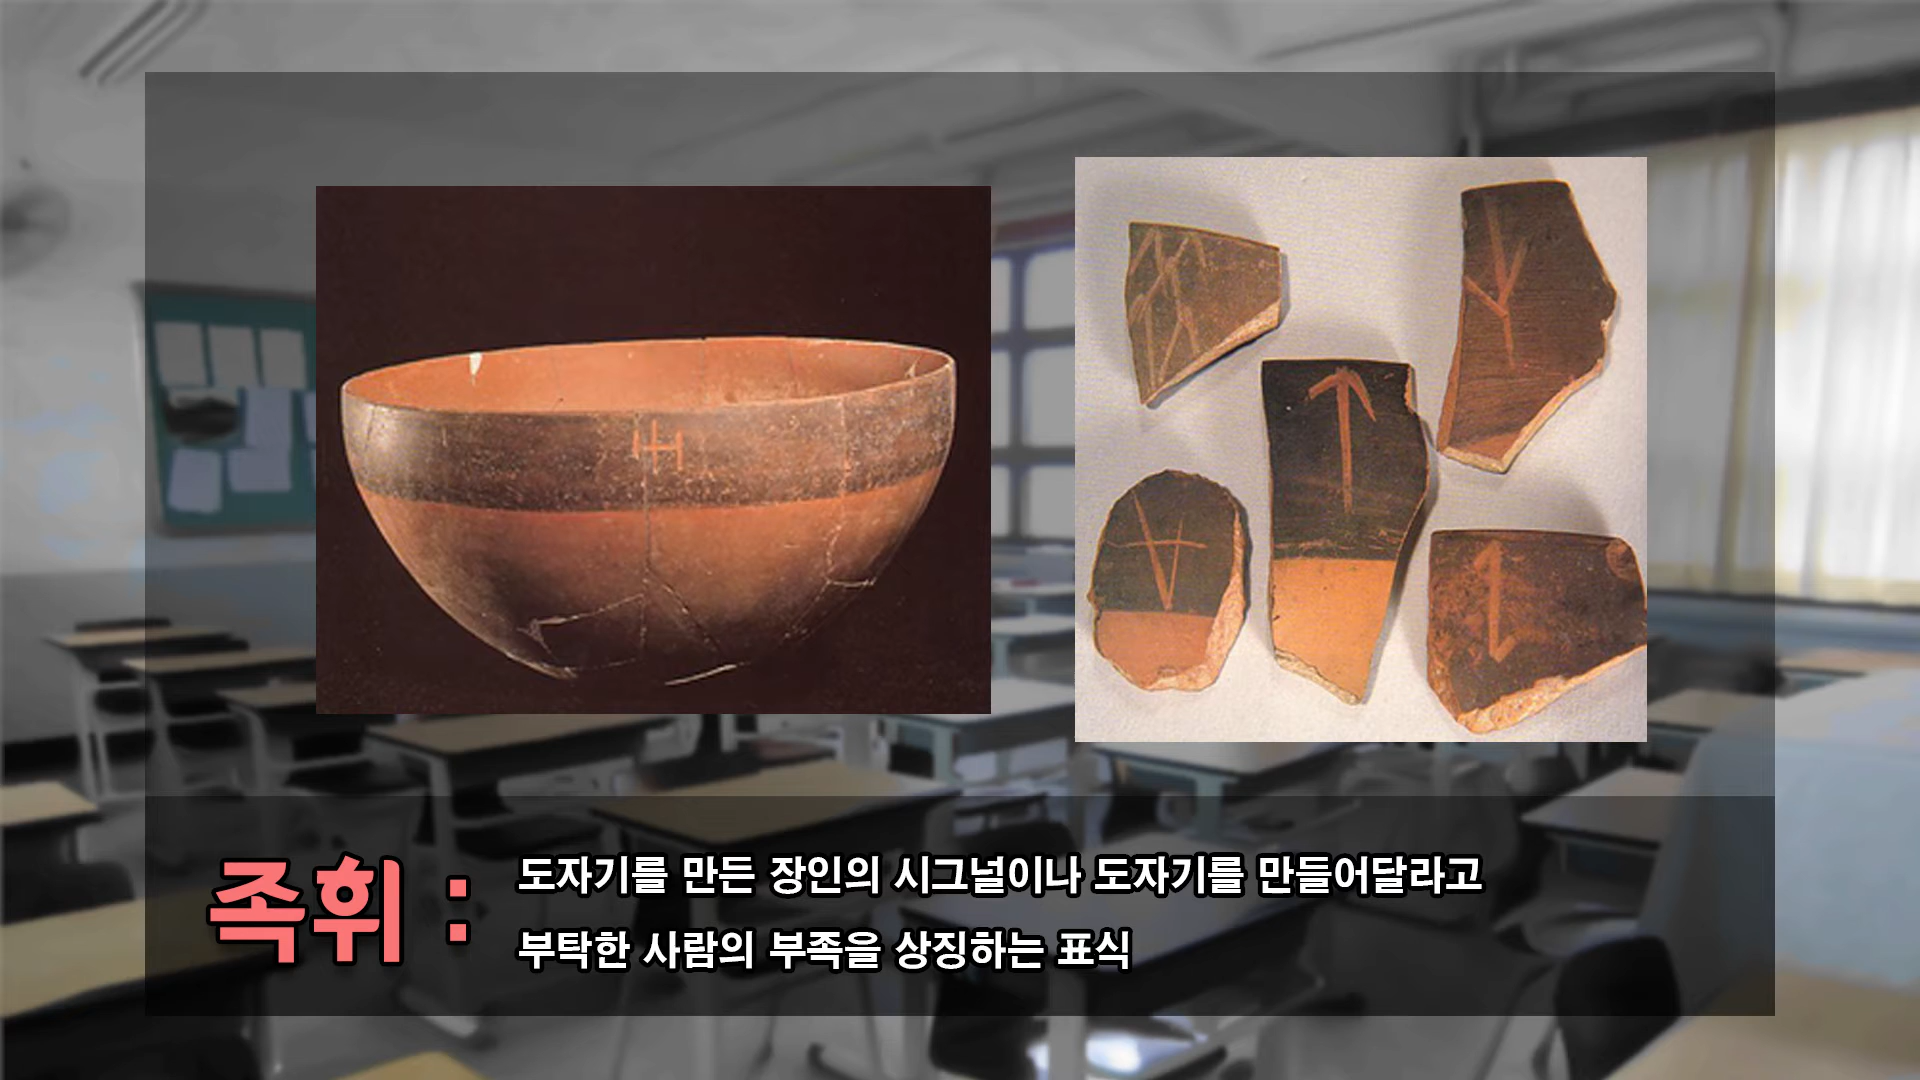 족휘 :
도자기를 만든 장인의 시그널이나 도자기를 만들어달라고
부탁한 사람의 부족을 상징하는 표식